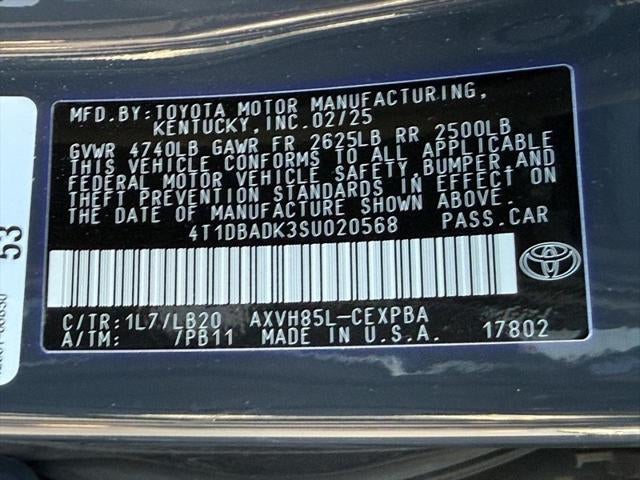 MFD.BY:TOYOTA MOTOR MANUFACTURING,
KENTUCKY,INC.02/25
GVWR 4740LB GAWR FR 2625LB RR 2500LB
THIS VEHICLE CONFORMS TO ALL APPLICABLE
FEDERAL MOTOR VEHICLE SAFETY,BUMPER AND
THEFT PREVENTION STANDARDS IN EFFECT ON
THE DATE OF MANUFACTURE SHOWN ABOVE.
4T1DBADK3SU020568 PASS.CAR
C/TR:1L7/LB20 AXVH85L-CEXPBA
A/TM: /PB11 MADE IN U.S.A. 17802
53